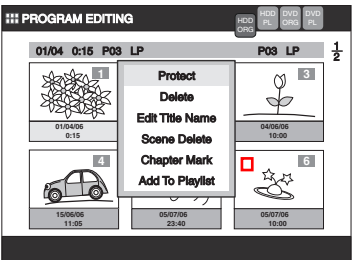 PROGRAM EDITING
HDD ORG
HDD PL
DVD ORG
DVD PL
01/04 0:15 P03 LP P03 LP 1/2
1
3
Protect
Delete
Edit Title Name
Scene Delete
Chapter Mark
Add To Playlist
01/04/06
0:15
04/06/06
10:00
4
6
15/06/06
11:05
05/07/06
23:40
05/07/06
10:00